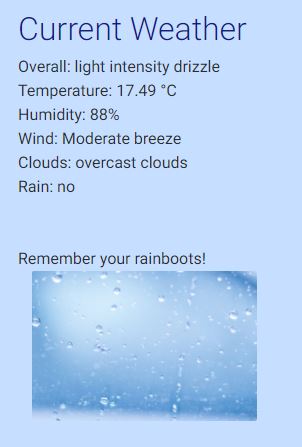 Current Weather
Overall: light intensity drizzle
Temperature: 17.49 °C
Humidity: 88%
Wind: Moderate breeze
Clouds: overcast clouds
Rain: no
Remember your rainboots!